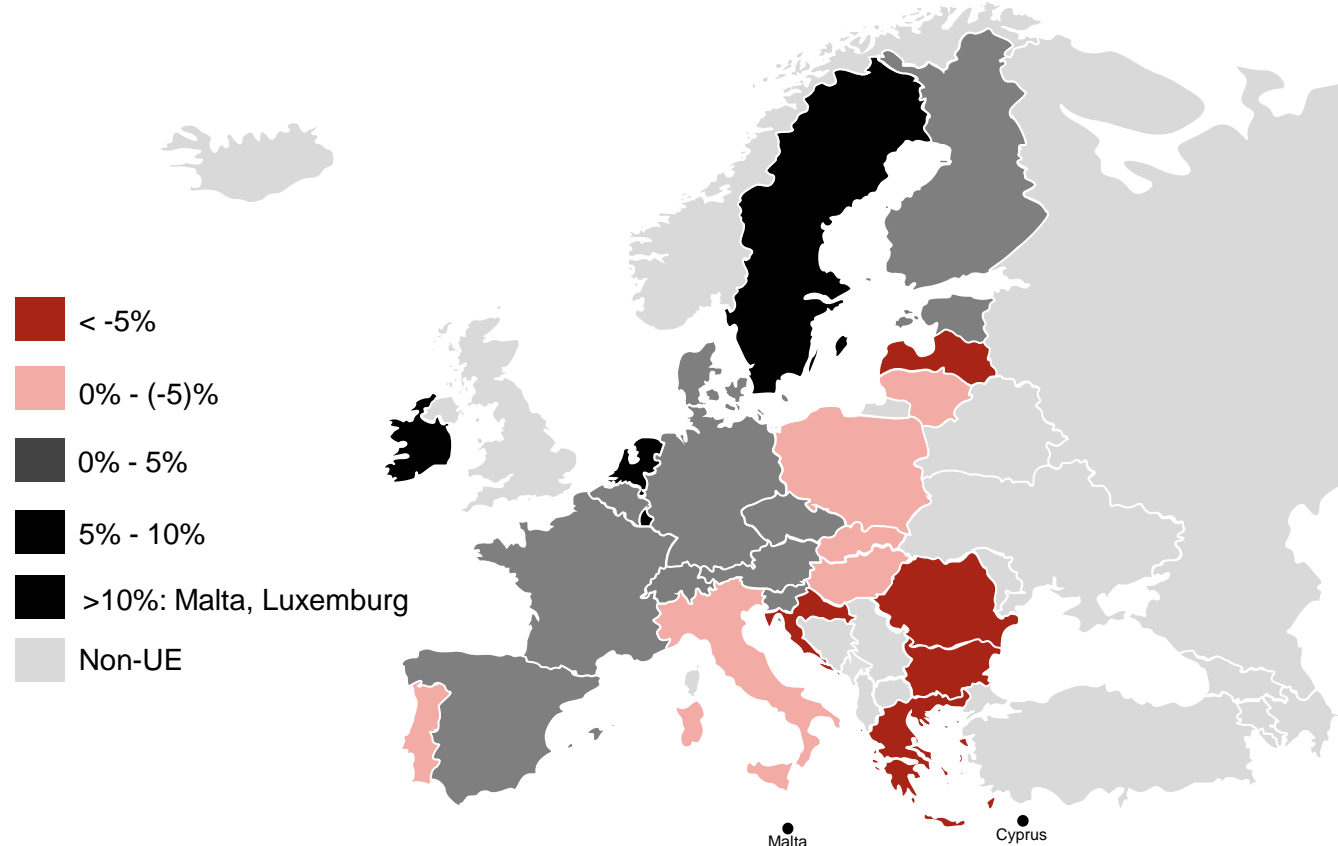 < -5%
0% - (-5)%
0% - 5%
5% - 10%
>10%: Malta, Luxemburg
Non-UE
Malta
Cyprus